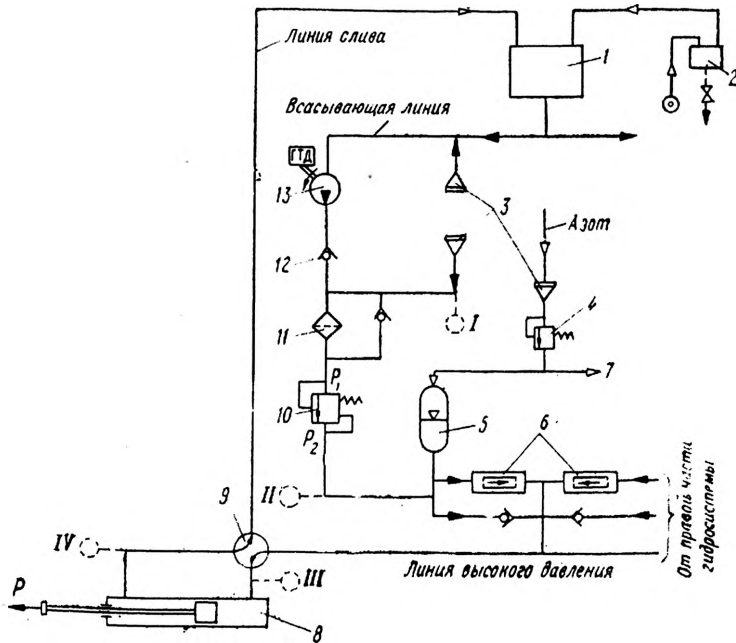 Линия слива
1
2
Всасывающая линия
ГТД
13
3
Азот
12
I
4
11
P1
7
10
5
6
P2
II
9
IV
III
P
Линия высокого давления
8
От правой части
гидросистемы